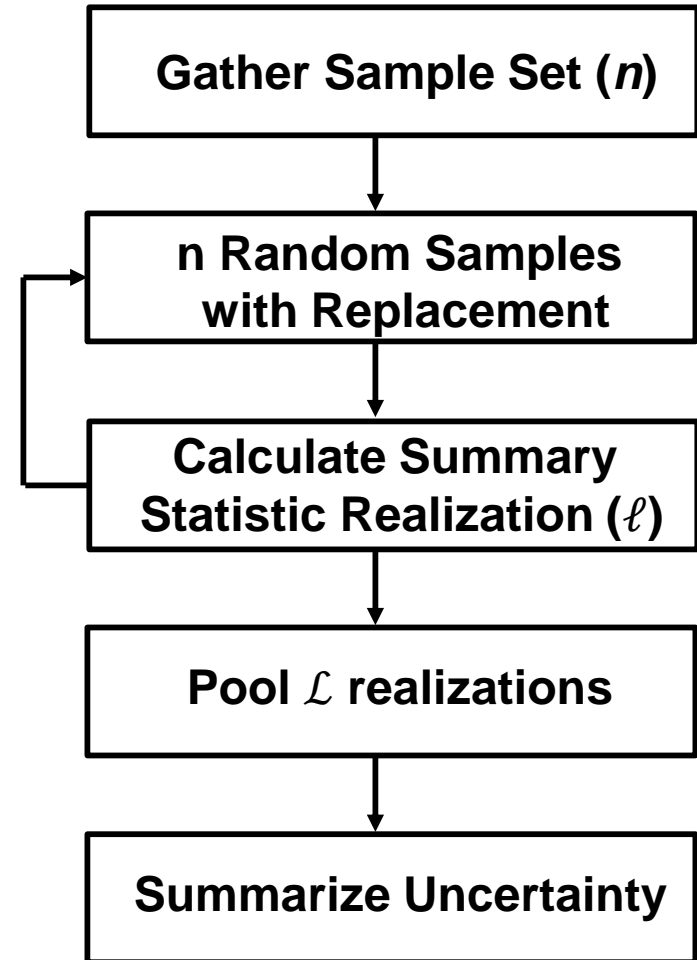 Gather Sample Set (n)
n Random Samples
with Replacement
Calculate Summary
Statistic Realization (ℓ)
Pool ℒ realizations
Summarize Uncertainty